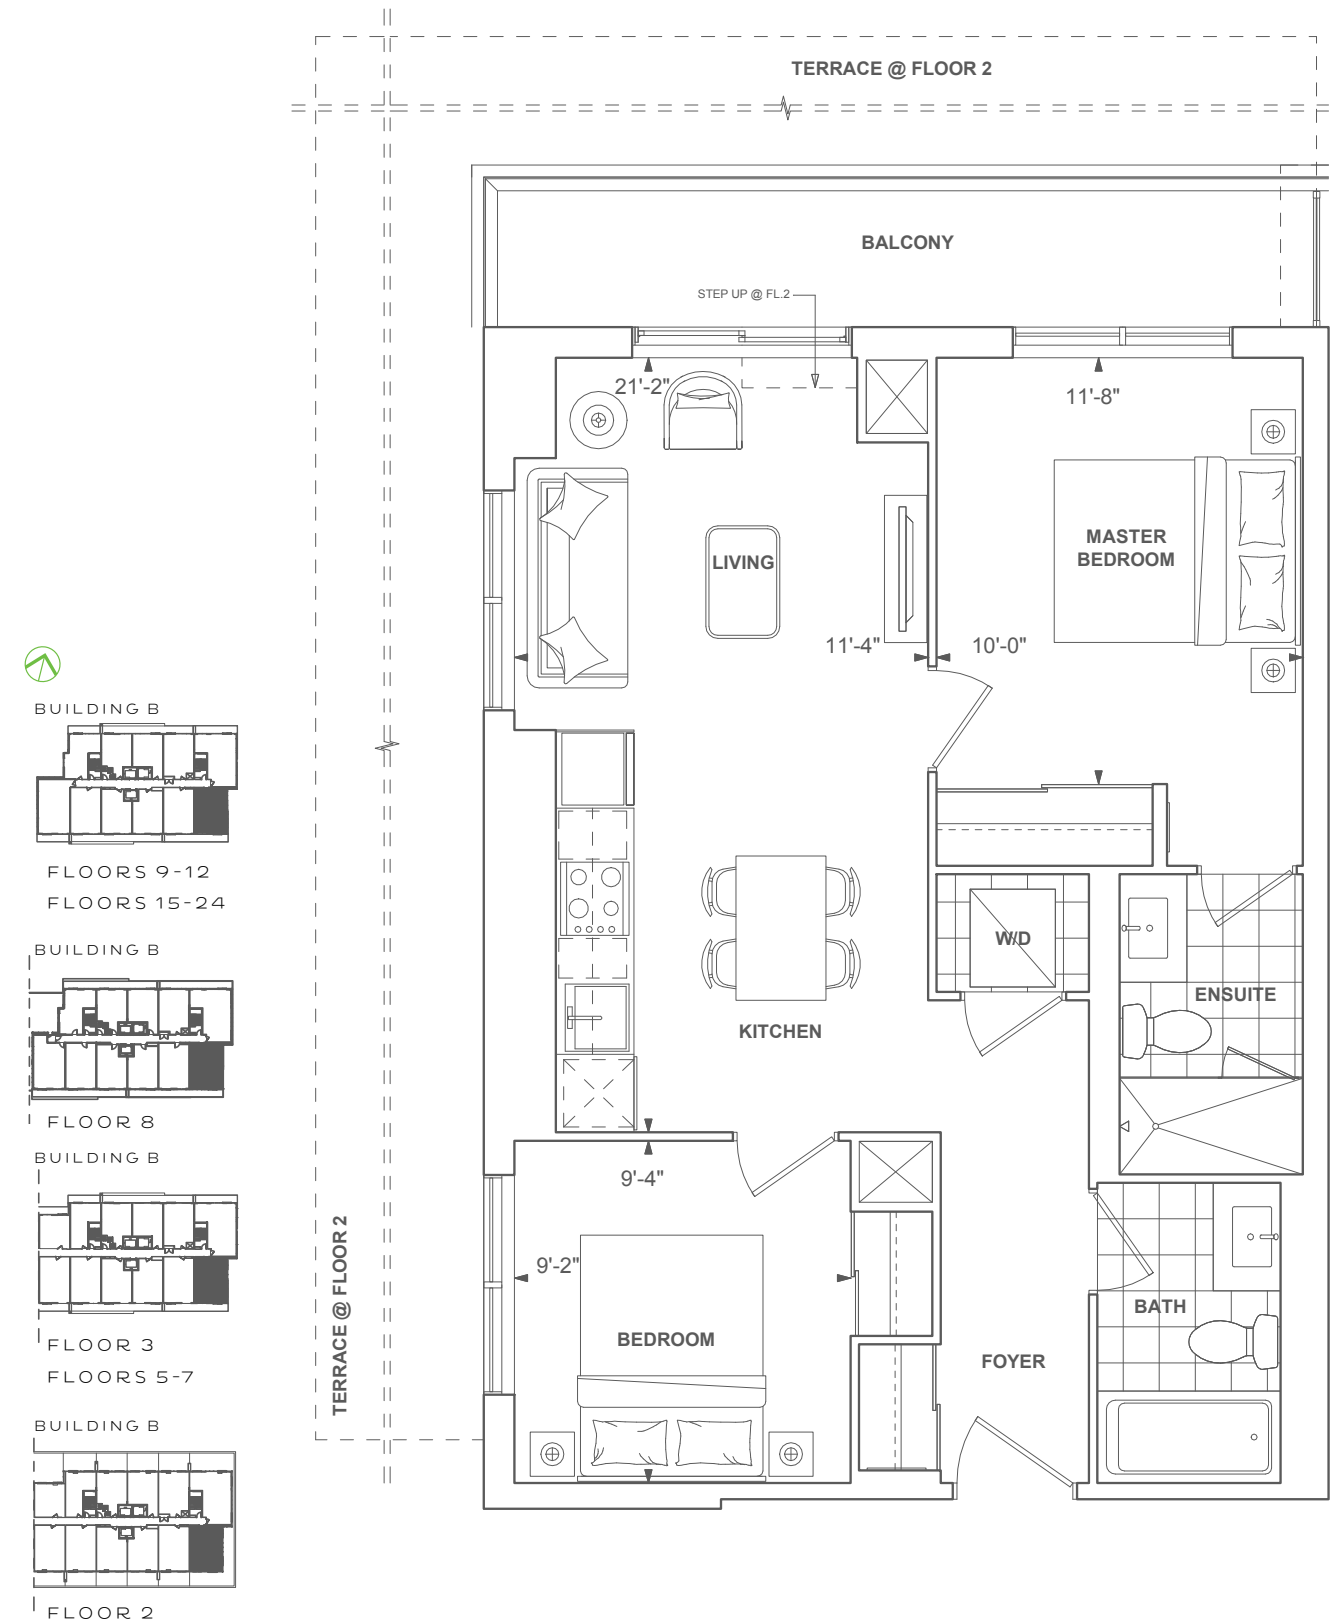 TERRACE @ FLOOR 2
BALCONY
STEP UP @ FL.2
21'-2"
11'-8"
LIVING
MASTER
BEDROOM
11'-4"
10'-0"
W/D
ENSUITE
KITCHEN
9'-4"
9'-2"
BEDROOM
BATH
FOYER
TERRACE @ FLOOR 2
BUILDING B
FLOORS 9-12
FLOORS 15-24
BUILDING B
FLOOR 8
BUILDING B
FLOOR 3
FLOORS 5-7
BUILDING B
FLOOR 2